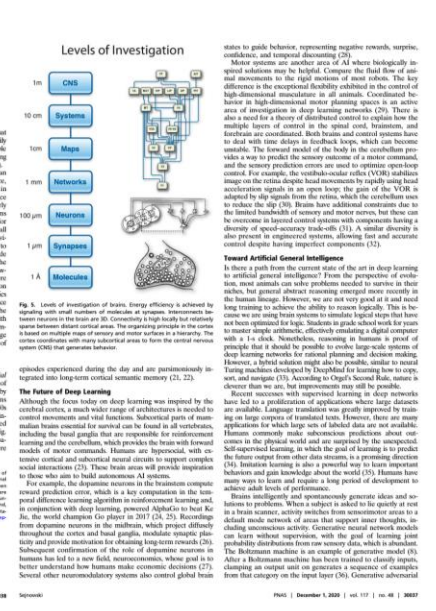 Levels of Investigation
1m CNS
10 cm Systems
1cm Maps
1 mm Networks
100 μm Neurons
1 μm Synapses
1 Å Molecules
Fig. 5. Levels of investigation of brains. Energy efficiency is achieved by
signaling with small numbers of molecules at synapses. Interconnects be-
tween neurons in the brain are 3D. Connectivity is high locally but relatively
sparse between distant cortical areas. The organizing principle in the cortex
is based on multiple maps of sensory and motor surfaces in a hierarchy. The
cortex coordinates with many subcortical areas to form the central nervous
system (CNS) that generates behavior.
episodes experienced during the day and are parsimoniously in-
tegrated into long-term cortical semantic memory (21, 22).
The Future of Deep Learning
Although the focus today on deep learning was inspired by the
cerebral cortex, a much wider range of architectures is needed to
control movements and vital functions. Subcortical parts of mam-
malian brains essential for survival can be found in all vertebrates,
including the basal ganglia that are responsible for reinforcement
learning and the cerebellum, which provides the brain with forward
models of motor commands. Humans are hypersocial, with ex-
tensive cortical and subcortical neural circuits to support complex
social interactions (23). These brain areas will provide inspiration
to those who aim to build autonomous AI systems.
For example, the dopamine neurons in the brainstem compute
reward prediction error, which is a key computation in the tem-
poral difference learning algorithm in reinforcement learning and,
in conjunction with deep learning, powered AlphaGo to beat Ke
Jie, the world champion Go player in 2017 (24, 25). Recordings
from dopamine neurons in the midbrain, which project diffusely
throughout the cortex and basal ganglia, modulate synaptic plas-
ticity and provide motivation for obtaining long-term rewards (26).
Subsequent confirmation of the role of dopamine neurons in
humans has led to a new field, neuroeconomics, whose goal is to
better understand how humans make economic decisions (27).
Several other neuromodulatory systems also control global brain
states to guide behavior, representing negative rewards, surprise,
confidence, and temporal discounting (28).
Motor systems are another area of AI where biologically in-
spired solutions may be helpful. Compare the fluid flow of ani-
mal movements to the rigid motions of most robots. The key
difference is the exceptional flexibility exhibited in the control of
high-dimensional musculature in all animals. Coordinated be-
havior in high-dimensional motor planning spaces is an active
area of investigation in deep learning networks (29). There is
also a need for a theory of distributed control to explain how the
multiple layers of control in the spinal cord, brainstem, and
forebrain are coordinated. Both brains and control systems have
to deal with time delays in feedback loops, which can become
unstable. The forward model of the body in the cerebellum pro-
vides a way to predict the sensory outcome of a motor command,
and the sensory prediction errors are used to optimize open-loop
control. For example, the vestibulo-ocular reflex (VOR) stabilizes
image on the retina despite head movements by rapidly using head
acceleration signals in an open loop; the gain of the VOR is
adapted by slip signals from the retina, which the cerebellum uses
to reduce the slip (30). Brains have additional constraints due to
the limited bandwidth of sensory and motor nerves, but these can
be overcome in layered control systems with components having a
diversity of speed–accuracy trade-offs (31). A similar diversity is
also present in engineered systems, allowing fast and accurate
control despite having imperfect components (32).
Toward Artificial General Intelligence
Is there a path from the current state of the art in deep learning
to artificial general intelligence? From the perspective of evolu-
tion, most animals can solve problems needed to survive in their
niches, but general abstract reasoning emerged more recently in
the human lineage. However, we are not very good at it and need
long training to achieve the ability to reason logically. This is be-
cause we are using brain systems to simulate logical steps that have
not been optimized for logic. Students in grade school work for years
to master simple arithmetic, effectively emulating a digital computer
with a 1-s clock. Nonetheless, reasoning in humans is proof of
principle that it should be possible to evolve large-scale systems of
deep learning networks for rational planning and decision making.
However, a hybrid solution might also be possible, similar to neural
Turing machines developed by DeepMind for learning how to copy,
sort, and navigate (33). According to Orgel's Second Rule, nature is
cleverer than we are, but improvements may still be possible.
Recent successes with supervised learning in deep networks
have led to a proliferation of applications where large datasets
are available. Language translation was greatly improved by train-
ing on large corpora of translated texts. However, there are many
applications for which large sets of labeled data are not available.
Humans commonly make subconscious predictions about out-
comes in the physical world and are surprised by the unexpected.
Self-supervised learning, in which the goal of learning is to predict
the future output from other data streams, is a promising direction
(34). Imitation learning is also a powerful way to learn important
behaviors and gain knowledge about the world (35). Humans have
many ways to learn and require a long period of development to
achieve adult levels of performance.
Brains intelligently and spontaneously generate ideas and so-
lutions to problems. When a subject is asked to lie quietly at rest
in a brain scanner, activity switches from sensorimotor areas to a
default mode network of areas that support inner thoughts, in-
cluding unconscious activity. Generative neural network models
can learn without supervision, with the goal of learning joint
probability distributions from raw sensory data, which is abundant.
The Boltzmann machine is an example of generative model (8).
After a Boltzmann machine has been trained to classify inputs,
clamping an output unit on generates a sequence of examples
from that category on the input layer (36). Generative adversarial
Sejnowski
PNAS | December 1, 2020 | vol. 117 | no. 48 | 30037